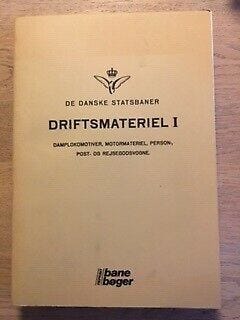 DE DANSKE STATSBANER
DRIFTSMATERIEL I
DAMPLOKOMOTIVER, MOTORMATERIEL, PERSON-,
POST- OG REJSEGODSVOGNE.
bane
bøger